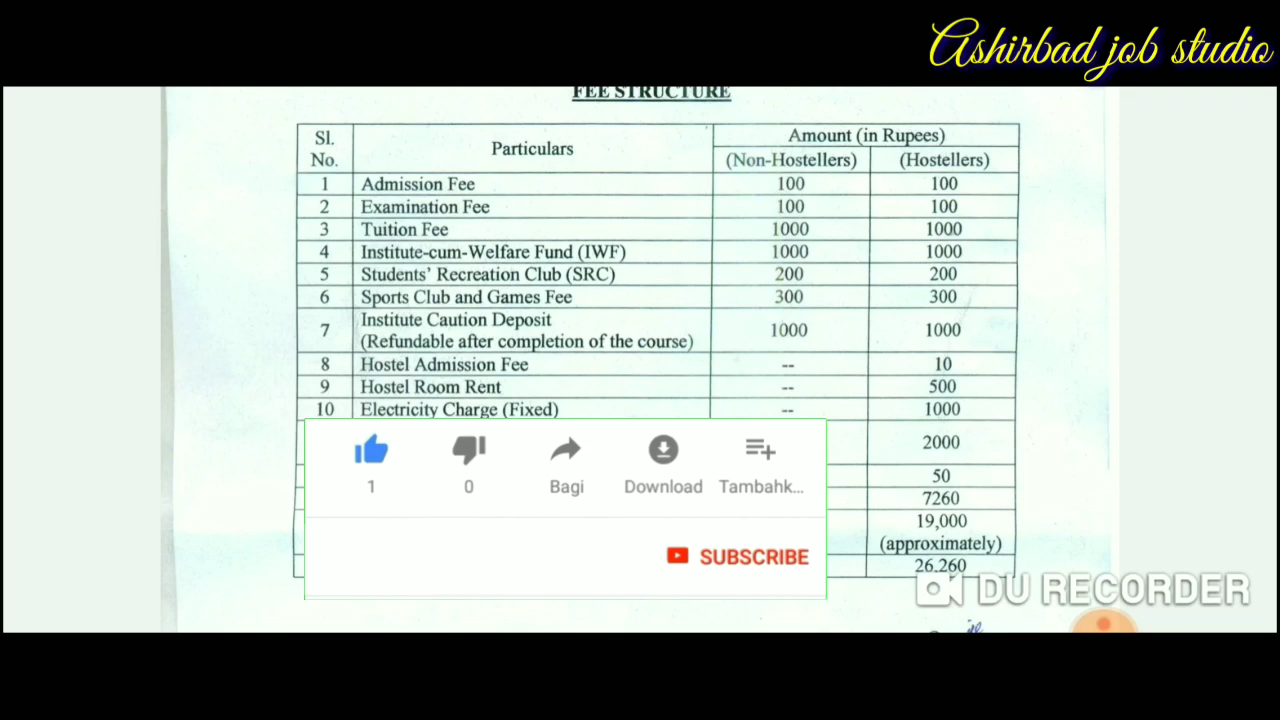 Ashirbad job studio
FEE STRUCTURE
Sl. No. Particulars Amount (in Rupees)
(Non-Hostellers) (Hostellers)
1 Admission Fee 100 100
2 Examination Fee 100 100
3 Tuition Fee 1000 1000
4 Institute-cum-Welfare Fund (IWF) 1000 1000
5 Students' Recreation Club (SRC) 200 200
6 Sports Club and Games Fee 300 300
7 Institute Caution Deposit
(Refundable after completion of the course) 1000 1000
8 Hostel Admission Fee -- 10
9 Hostel Room Rent -- 500
10 Electricity Charge (Fixed) -- 1000
2000
50
7260
19,000
(approximately)
26,260
1 0 Bagi Download Tambahk...
SUBSCRIBE
DU RECORDER